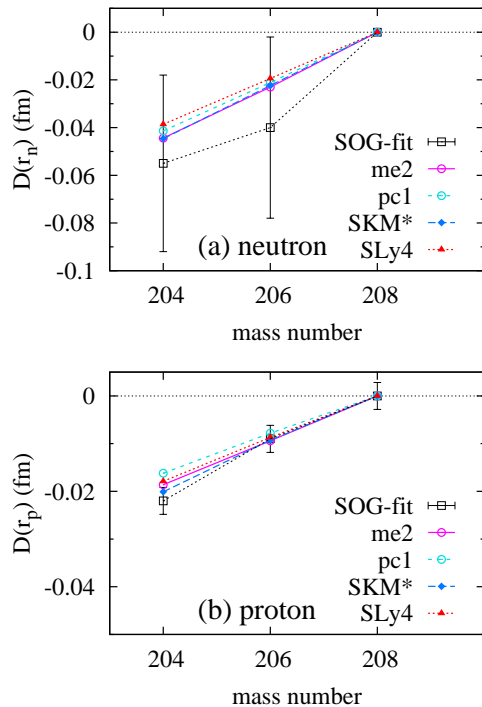 0
-0.02
-0.04
-0.06
-0.08
-0.1
D(r_n) (fm)
SOG-fit
me2
pc1
SKM*
SLy4
(a) neutron
204 206 208
mass number
0
-0.02
-0.04
D(r_p) (fm)
SOG-fit
me2
pc1
SKM*
SLy4
(b) proton
204 206 208
mass number